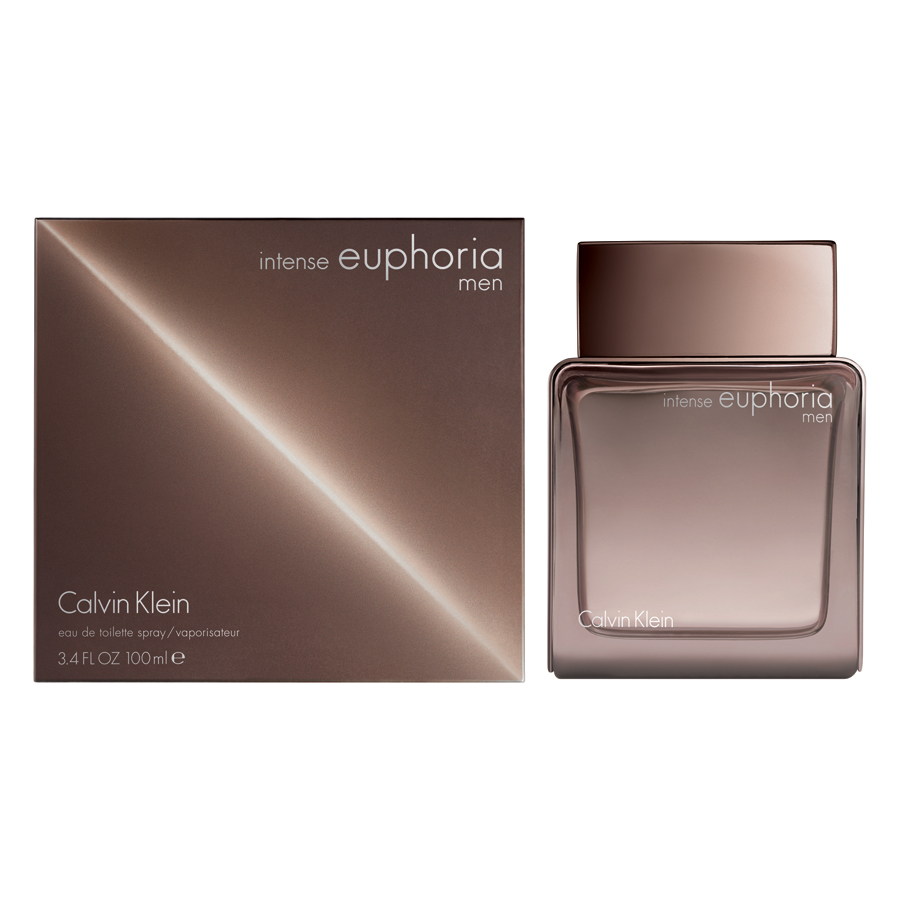 intense euphoria
men
Calvin Klein
eau de toilette spray/vaporisateur
3.4 FL OZ 100 ml ℮
intense euphoria
men
Calvin Klein